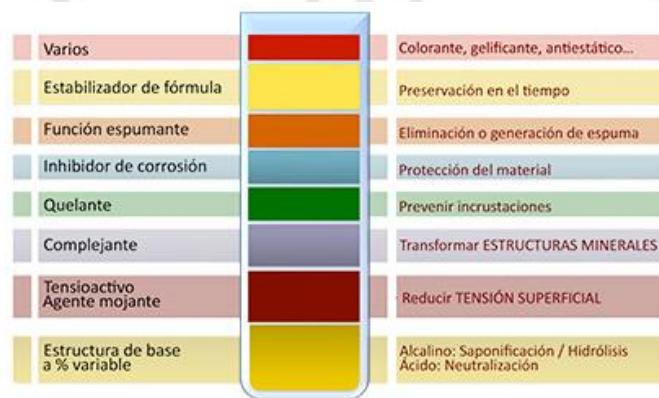 Varios
Colorante, gelificante, antiestático...
Estabilizador de fórmula
Preservación en el tiempo
Función espumante
Eliminación o generación de espuma
Inhibidor de corrosión
Protección del material
Quelante
Prevenir incrustaciones
Complejante
Transformar ESTRUCTURAS MINERALES
Tensioactivo
Agente mojante
Reducir TENSIÓN SUPERFICIAL
Estructura de base
a % variable
Alcalino: Saponificación / Hidrólisis
Ácido: Neutralización